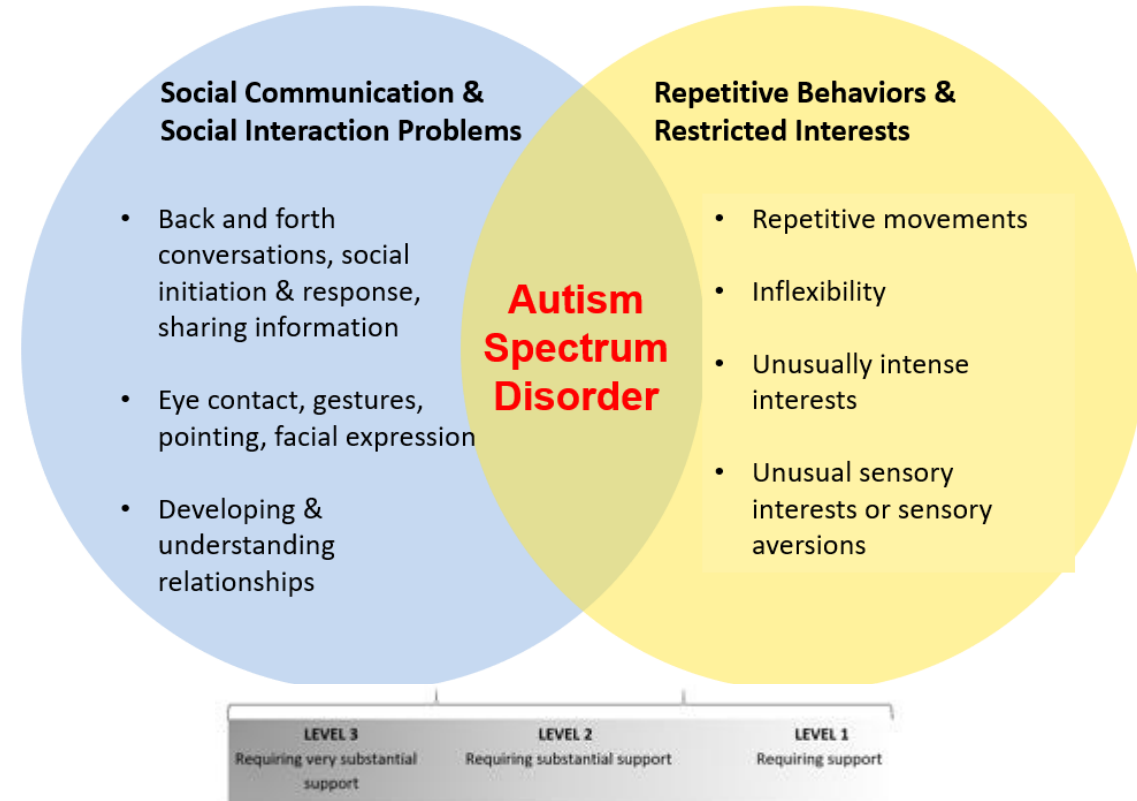 Social Communication &
Social Interaction Problems
• Back and forth
conversations, social
initiation & response,
sharing information
• Eye contact, gestures,
pointing, facial expression
• Developing &
understanding
relationships
Autism
Spectrum
Disorder
Repetitive Behaviors &
Restricted Interests
• Repetitive movements
• Inflexibility
• Unusually intense
interests
• Unusual sensory
interests or sensory
aversions
LEVEL 3
Requiring very substantial
support
LEVEL 2
Requiring substantial support
LEVEL 1
Requiring support